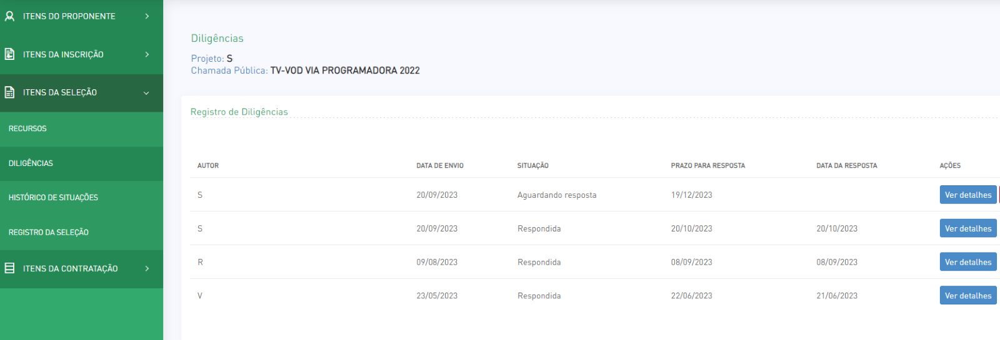 ITENS DO PROPONENTE
ITENS DA INSCRIÇÃO
ITENS DA SELEÇÃO
RECURSOS
DILIGÊNCIAS
HISTÓRICO DE SITUAÇÕES
REGISTRO DA SELEÇÃO
ITENS DA CONTRATAÇÃO
Diligências
Projeto: S
Chamada Pública: TV-VOD VIA PROGRAMADORA 2022
Registro de Diligências
AUTOR DATA DE ENVIO SITUAÇÃO PRAZO PARA RESPOSTA DATA DA RESPOSTA AÇÕES
S 20/09/2023 Aguardando resposta 19/12/2023 Ver detalhes
S 20/09/2023 Respondida 20/10/2023 20/10/2023 Ver detalhes
R 09/08/2023 Respondida 08/09/2023 08/09/2023 Ver detalhes
V 23/05/2023 Respondida 22/06/2023 21/06/2023 Ver detalhes